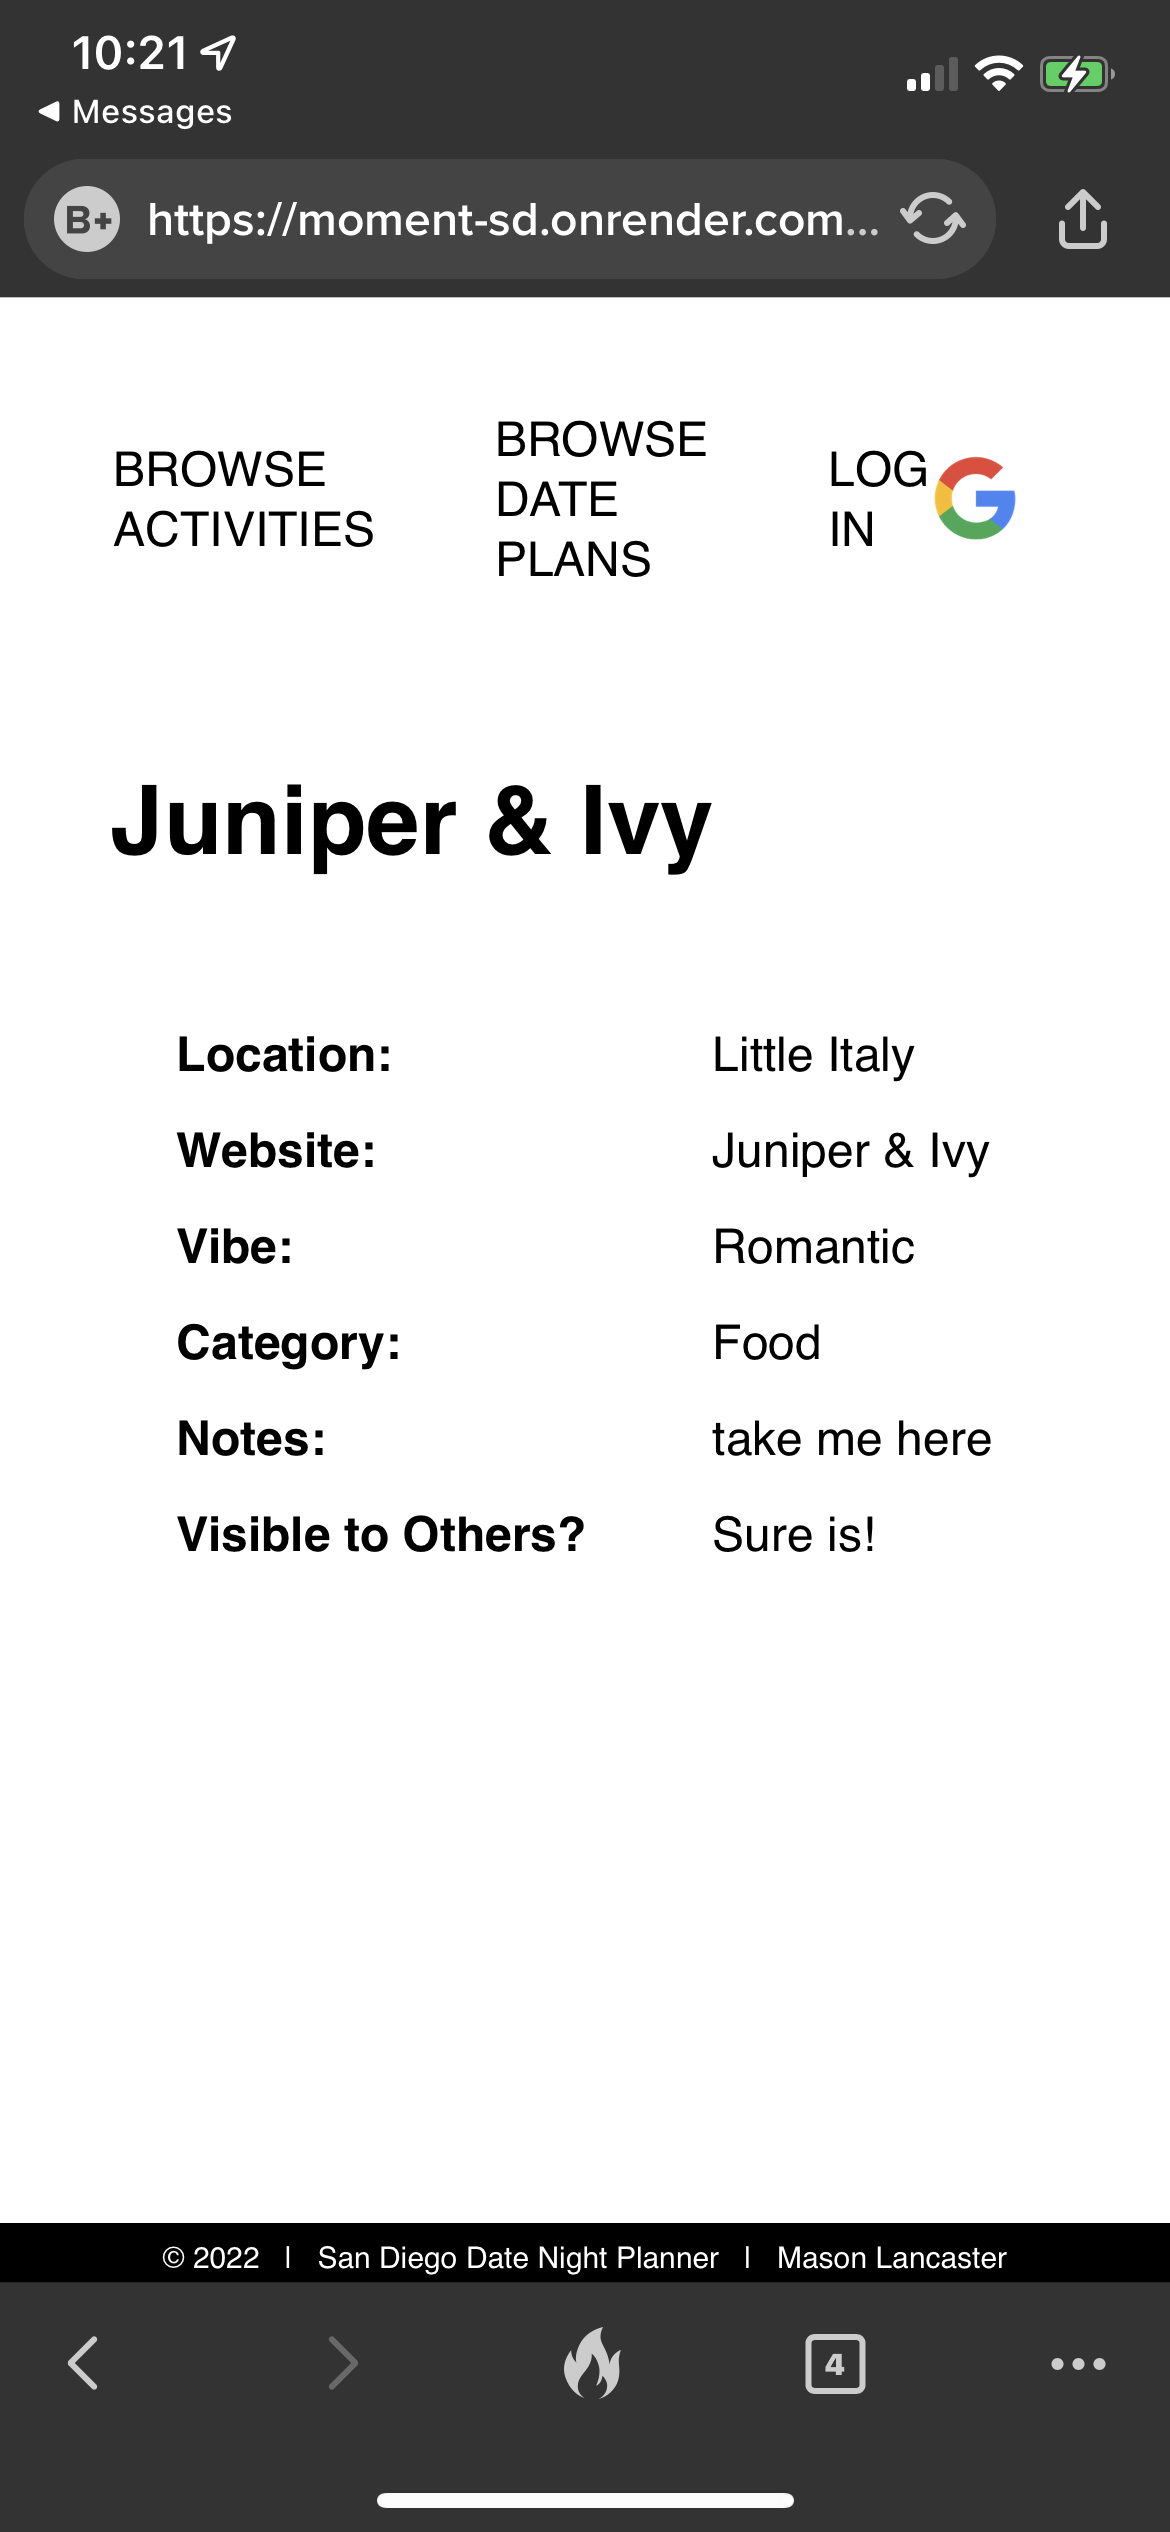 10:21
Messages
B+ https://moment-sd.onrender.com...
BROWSE
ACTIVITIES
BROWSE
DATE
PLANS
LOG
IN
Juniper & Ivy
Location: Little Italy
Website: Juniper & Ivy
Vibe: Romantic
Category: Food
Notes: take me here
Visible to Others? Sure is!
© 2022 | San Diego Date Night Planner | Mason Lancaster
4